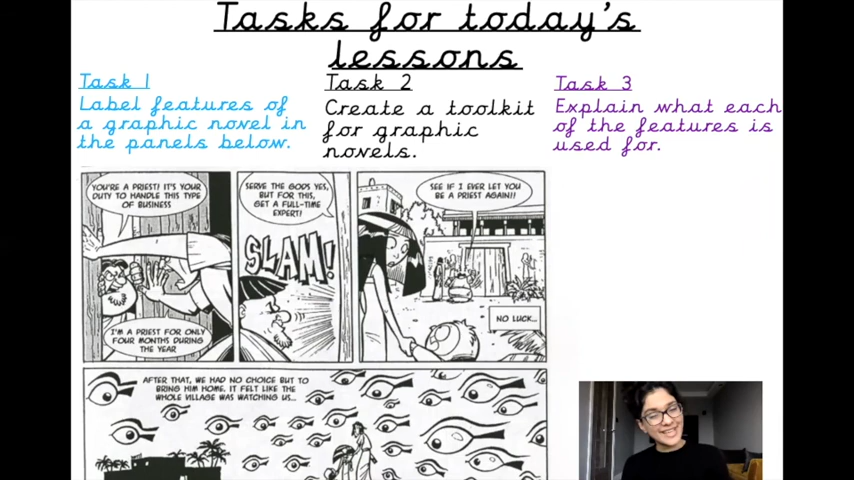 Tasks for today's
lessons
Task 1
Label features of
a graphic novel in
the panels below.
Task 2
Create a toolkit
for graphic
novels.
Task 3
Explain what each
of the features is
used for.
YOU'RE A PRIEST! IT'S YOUR
DUTY TO HANDLE THIS TYPE
OF BUSINESS
I'M A PRIEST FOR ONLY
FOUR MONTHS DURING
THE YEAR
SERVE THE GODS YES,
BUT FOR THIS,
GET A FULL-TIME
EXPERT!
SLAM!
SEE IF I EVER LET YOU
BE A PRIEST AGAIN!!
NO LUCK...
AFTER THAT, WE HAD NO CHOICE BUT TO
BRING HIM HOME. IT FELT LIKE THE
WHOLE VILLAGE WAS WATCHING US...